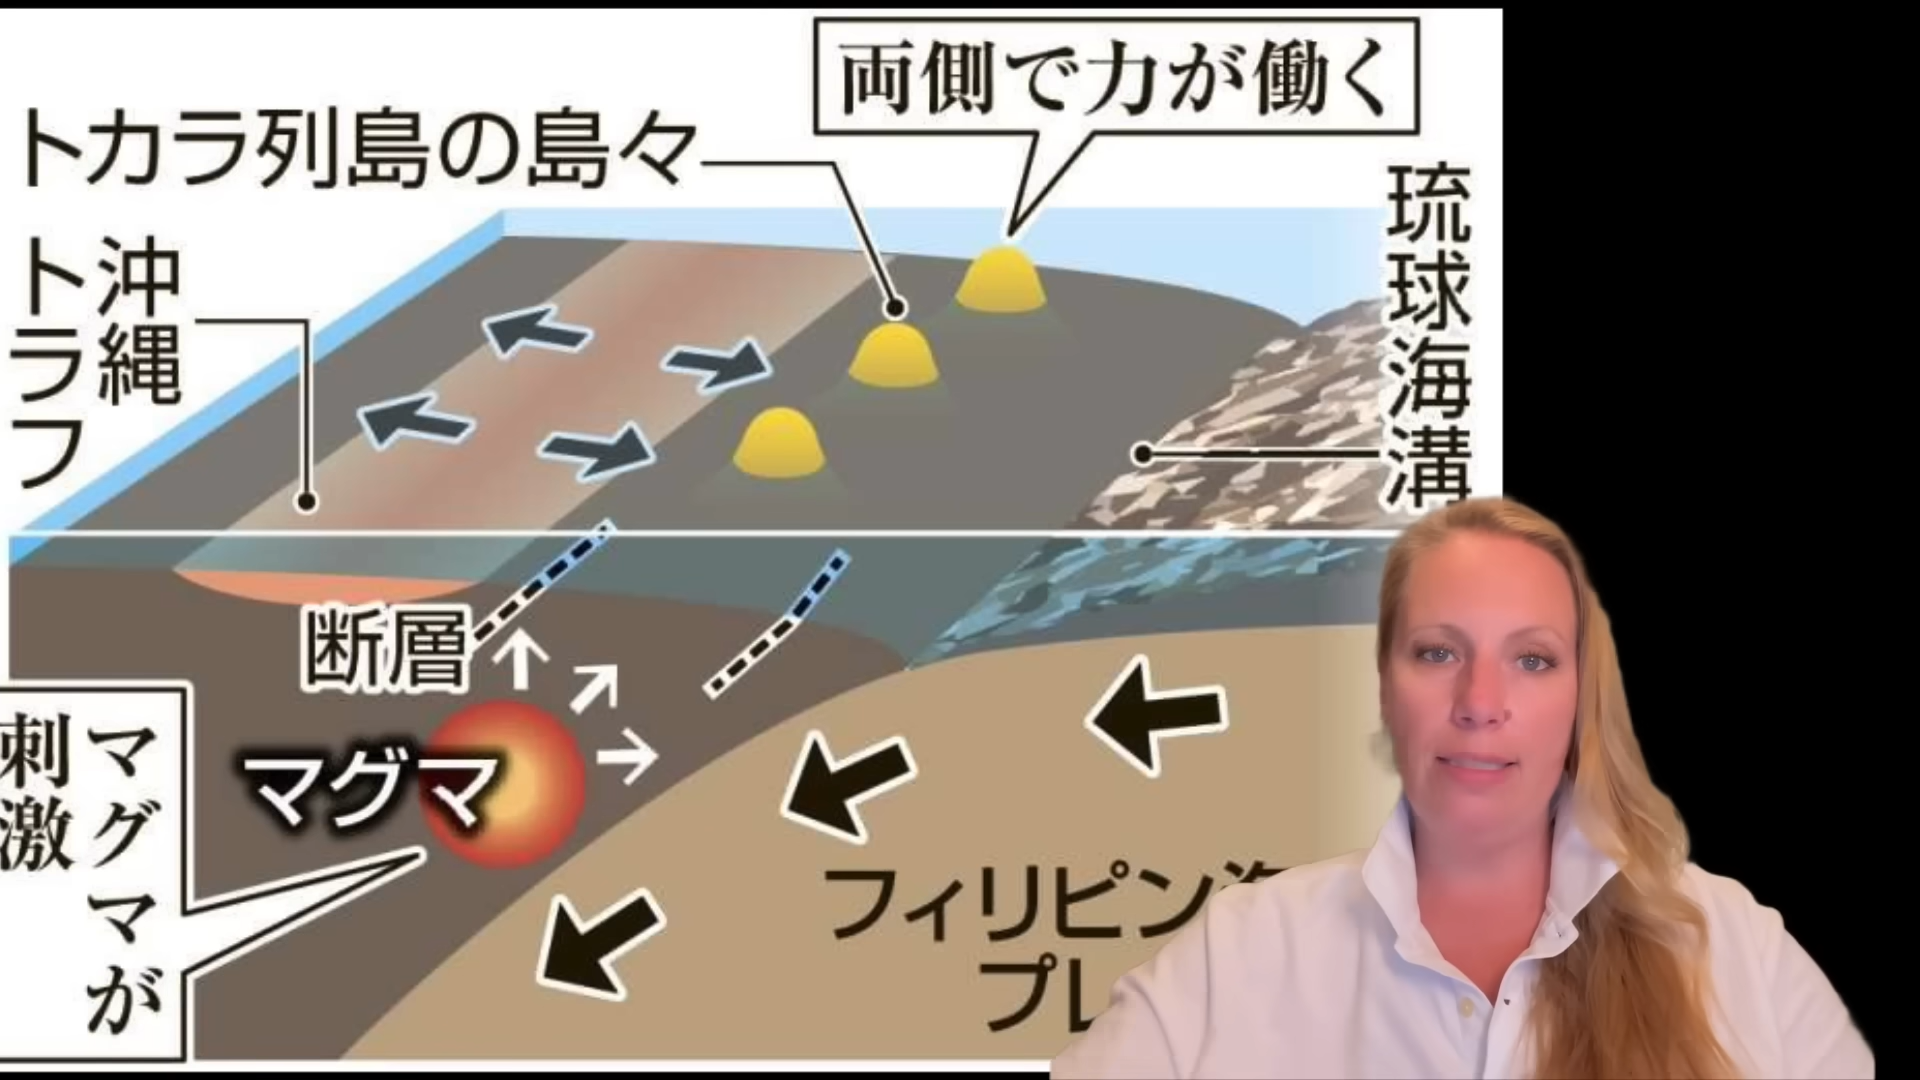 両側で力が働く
トカラ列島の島々
琉球海溝
沖縄
トラフ
断層
マグマ
マグマが
刺激
フィリピン海
プレ